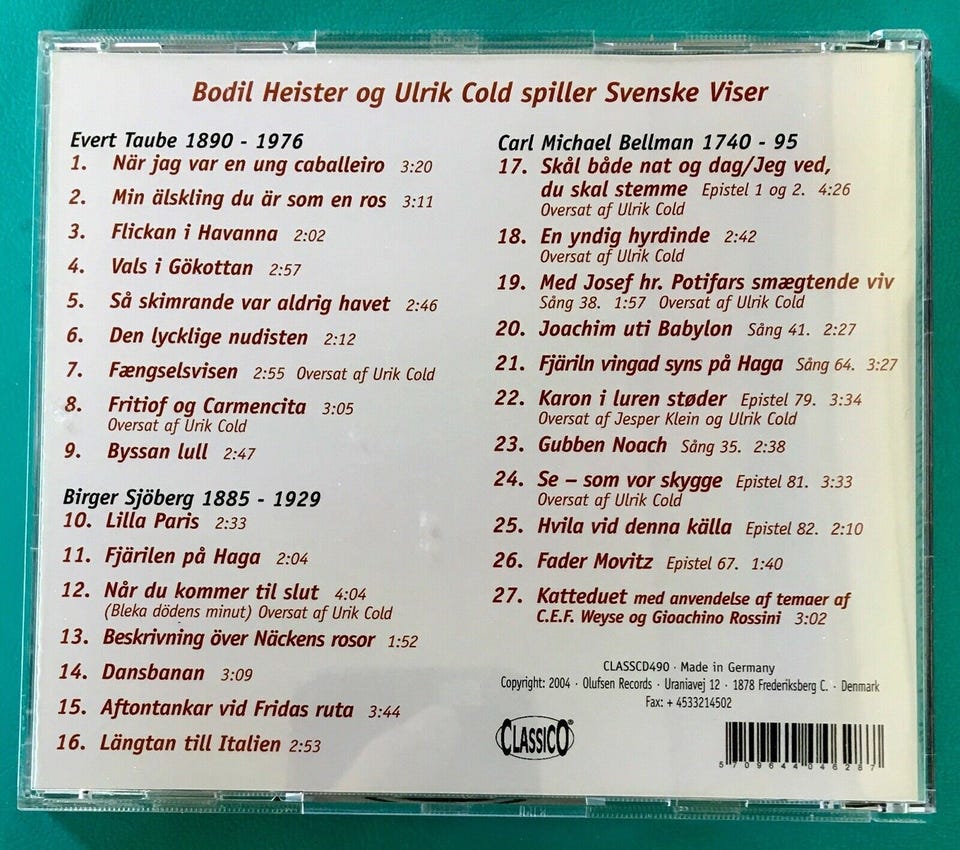 Bodil Heister og Ulrik Cold spiller Svenske Viser
Evert Taube 1890 - 1976
1. När jag var en ung caballeiro 3:20
2. Min älskling du är som en ros 3:11
3. Flickan i Havanna 2:02
4. Vals i Gökottan 2:57
5. Så skimrande var aldrig havet 2:46
6. Den lycklige nudisten 2:12
7. Fængselsvisen 2:55 Oversat af Urik Cold
8. Fritiof og Carmencita 3:05
Oversat af Urik Cold
9. Byssan lull 2:47
Birger Sjöberg 1885 - 1929
10. Lilla Paris 2:33
11. Fjärilen på Haga 2:04
12. Når du kommer til slut 4:04
(Bleka dödens minut) Oversat af Urik Cold
13. Beskrivning över Näckens rosor 1:52
14. Dansbanan 3:09
15. Aftontankar vid Fridas ruta 3:44
16. Längtan till Italien 2:53
Carl Michael Bellman 1740 - 95
17. Skål både nat og dag/Jeg ved,
du skal stemme Epistel 1 og 2. 4:26
Oversat af Ulrik Cold
18. En yndig hyrdinde 2:42
Oversat af Ulrik Cold
19. Med Josef hr. Potifars smægtende viv
Sång 38. 1:57 Oversat af Ulrik Cold
20. Joachim uti Babylon Sång 41. 2:27
21. Fjäriln vingad syns på Haga Sång 64. 3:27
22. Karon i luren støder Epistel 79. 3:34
Oversat af Jesper Klein og Ulrik Cold
23. Gubben Noach Sång 35. 2:38
24. Se – som vor skygge Epistel 81. 3:33
Oversat af Ulrik Cold
25. Hvila vid denna källa Epistel 82. 2:10
26. Fader Movitz Epistel 67. 1:40
27. Katteduet med anvendelse af temaer af
C.E.F. Weyse og Gioachino Rossini 3:02
CLASSCD490 · Made in Germany
Copyright: 2004 · Olufsen Records · Uraniavej 12 · 1878 Frederiksberg C. · Denmark
Fax: + 4533214502
CLASSICO®
5 709644 046287